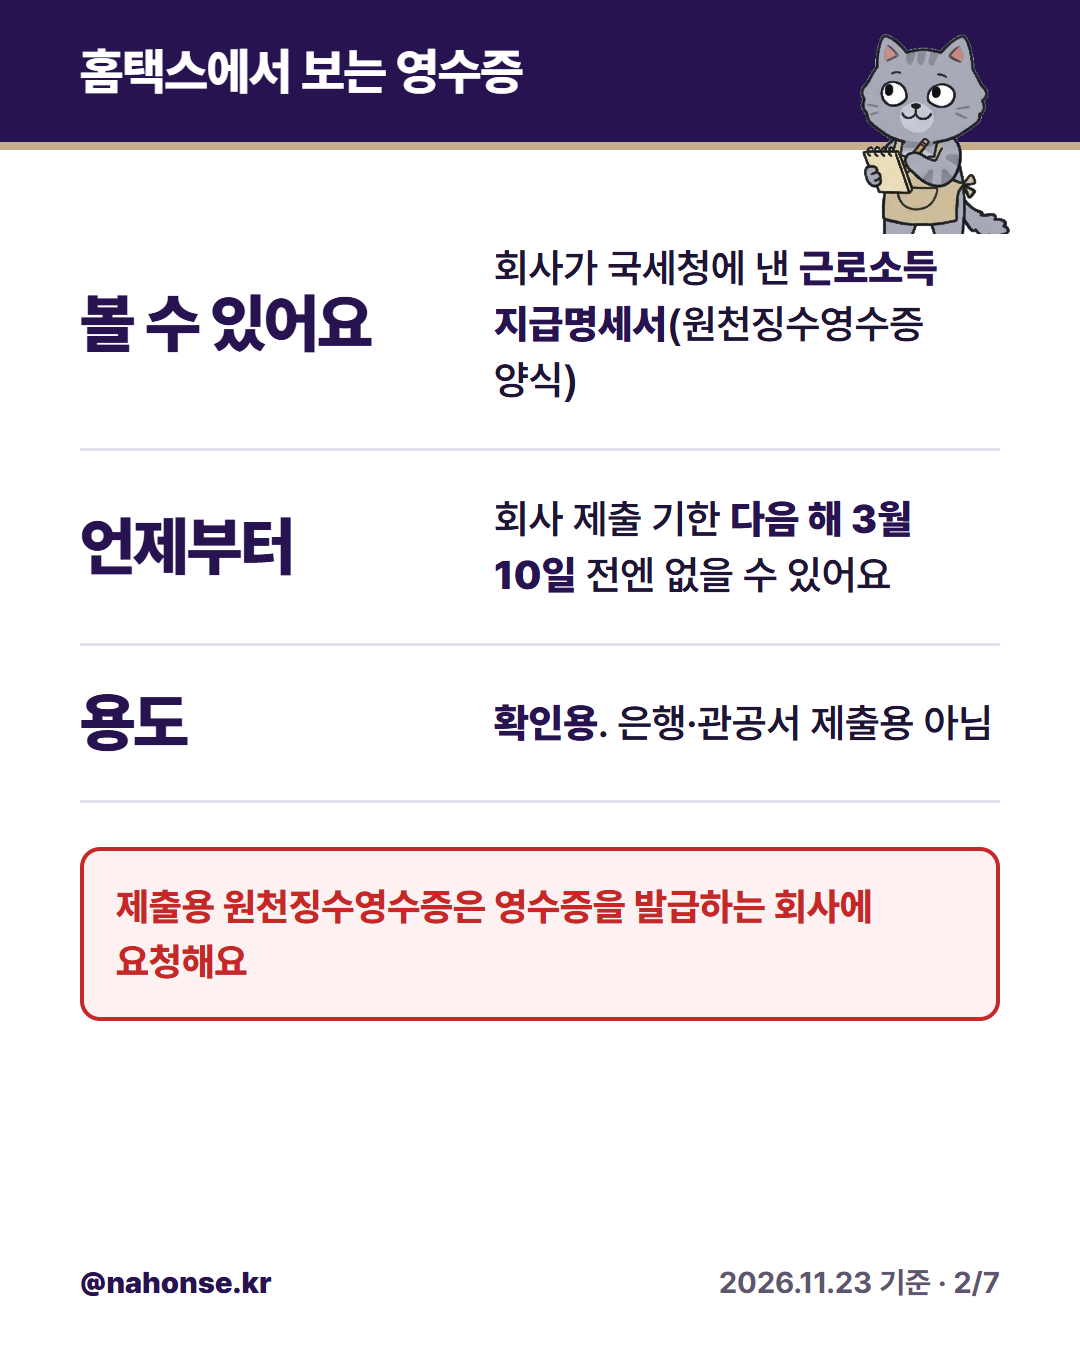 홈택스에서 보는 영수증
볼 수 있어요
회사가 국세청에 낸 근로소득
지급명세서(원천징수영수증
양식)
언제부터
회사 제출 기한 다음 해 3월
10일 전엔 없을 수 있어요
용도
확인용. 은행·관공서 제출용 아님
제출용 원천징수영수증은 영수증을 발급하는 회사에
요청해요
@nahonse.kr
2026.11.23 기준 · 2/7